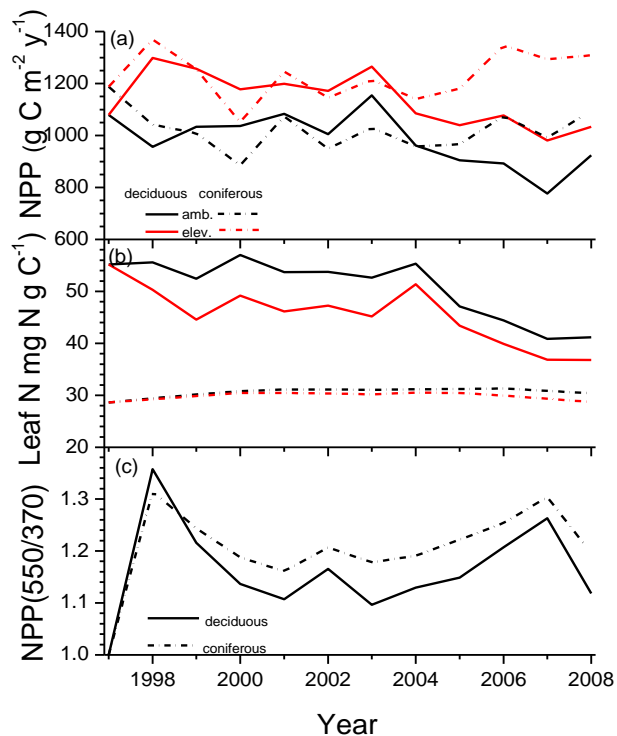 (a)
1400
1200
1000
800
600
NPP (g C m⁻² y⁻¹)
deciduous coniferous
amb.
elev.
(b)
50
40
30
20
Leaf N mg N g C⁻¹)
(c)
1.3
1.2
1.1
1.0
NPP(550/370)
deciduous
coniferous
1998 2000 2002 2004 2006 2008
Year